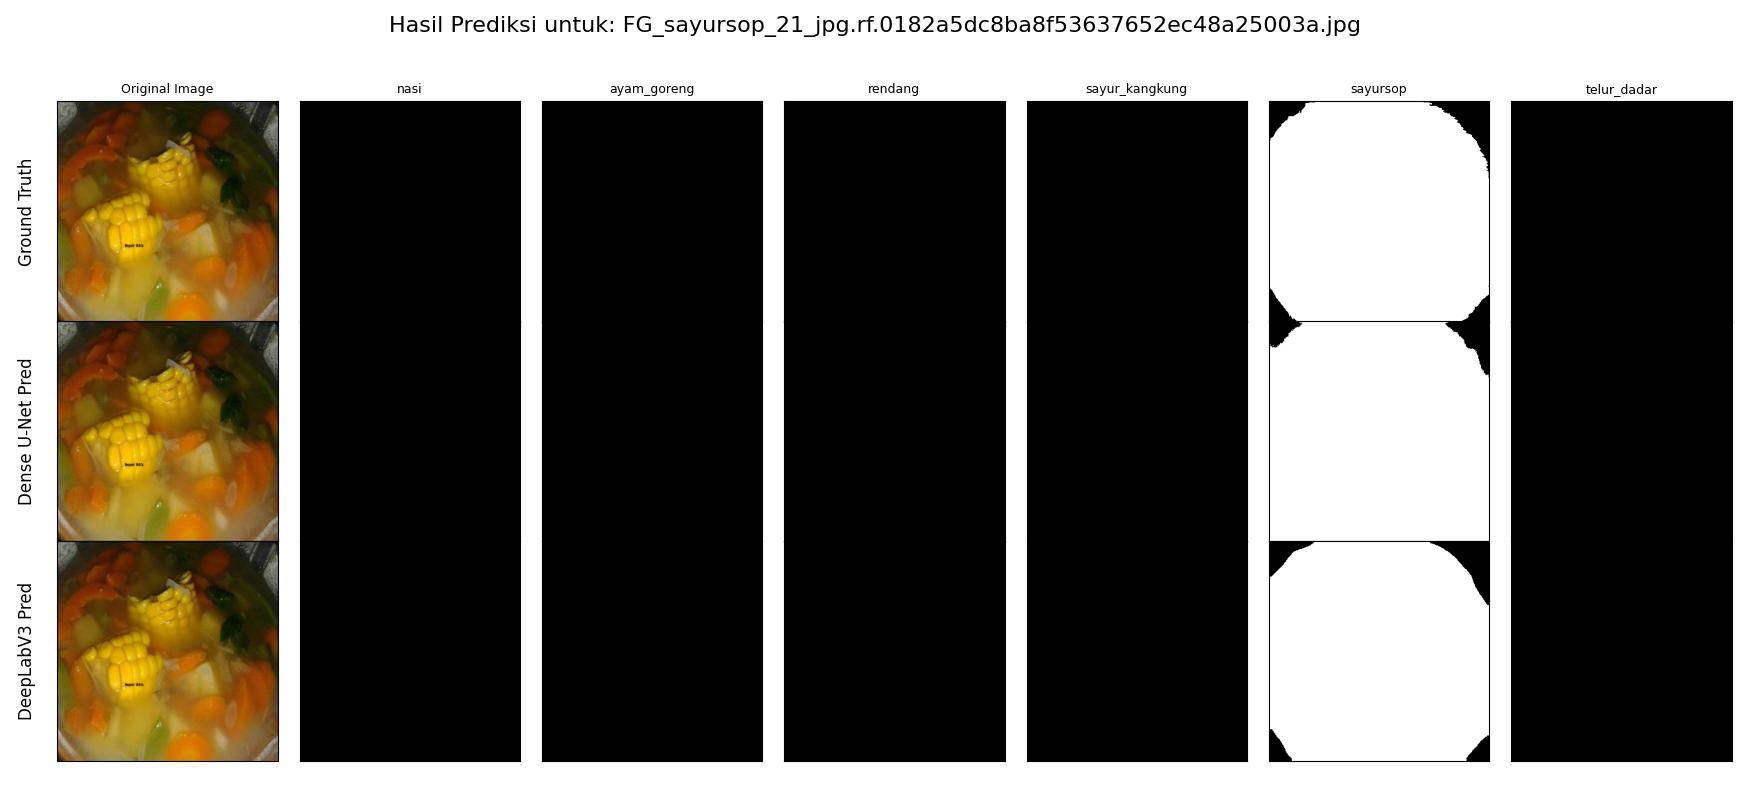 Hasil Prediksi untuk: FG_sayursop_21_jpg.rf.0182a5dc8ba8f53637652ec48a25003a.jpg
Original Image
nasi
ayam_goreng
rendang
sayur_kangkung
sayursop
telur_dadar
Ground Truth
Dense U-Net Pred
DeepLabV3 Pred